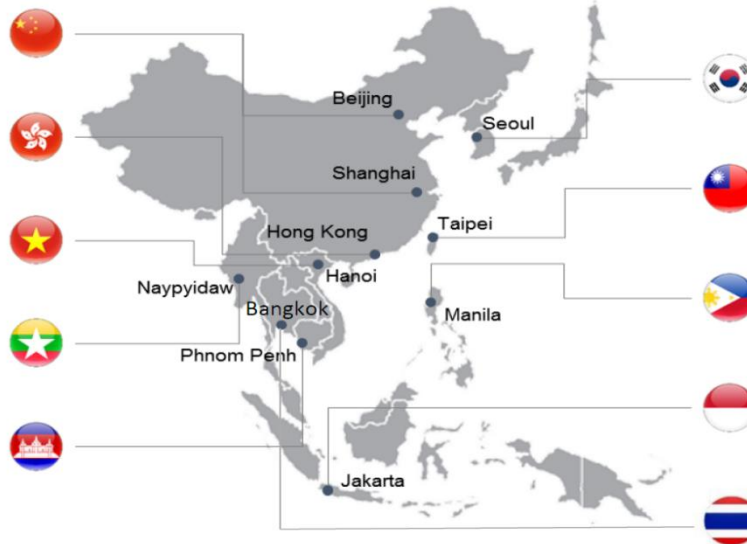 Beijing
Seoul
Shanghai
Taipei
Hong Kong
Hanoi
Naypyidaw
Bangkok
Manila
Phnom Penh
Jakarta